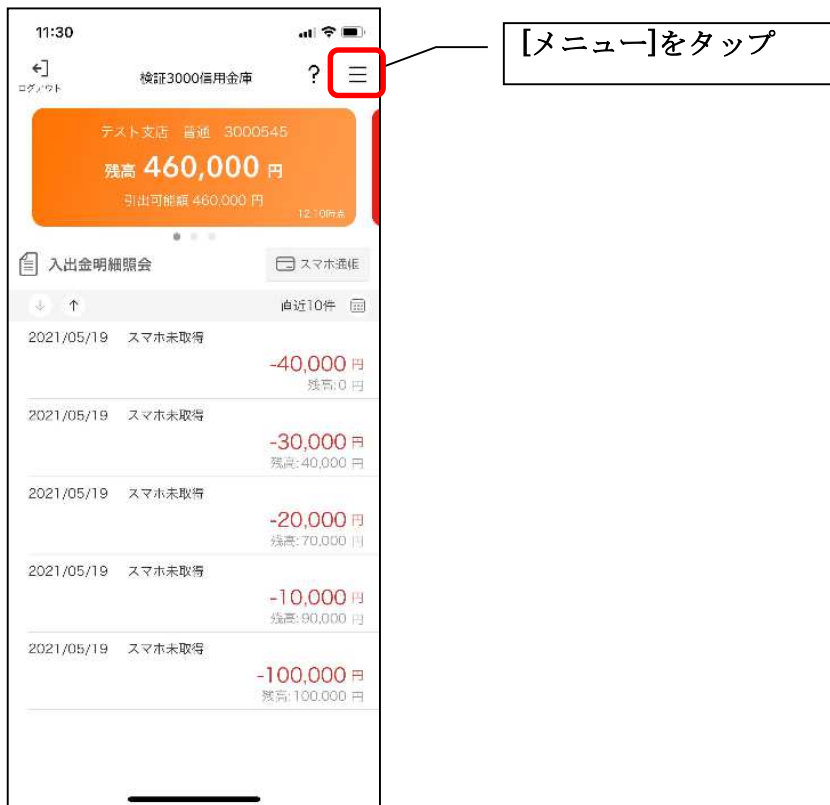 11:30
ログアウト
検証3000信用金庫
?
[メニュー]をタップ
テスト支店 普通 3000545
残高 460,000 円
引出可能額 460,000 円
12:10時点
入出金明細照会
スマホ通帳
↓ ↑ 直近10件
2021/05/19 スマホ未取得
-40,000 円
残高:0 円
2021/05/19 スマホ未取得
-30,000 円
残高:40,000 円
2021/05/19 スマホ未取得
-20,000 円
残高:70,000 円
2021/05/19 スマホ未取得
-10,000 円
残高:90,000 円
2021/05/19 スマホ未取得
-100,000 円
残高:100,000 円